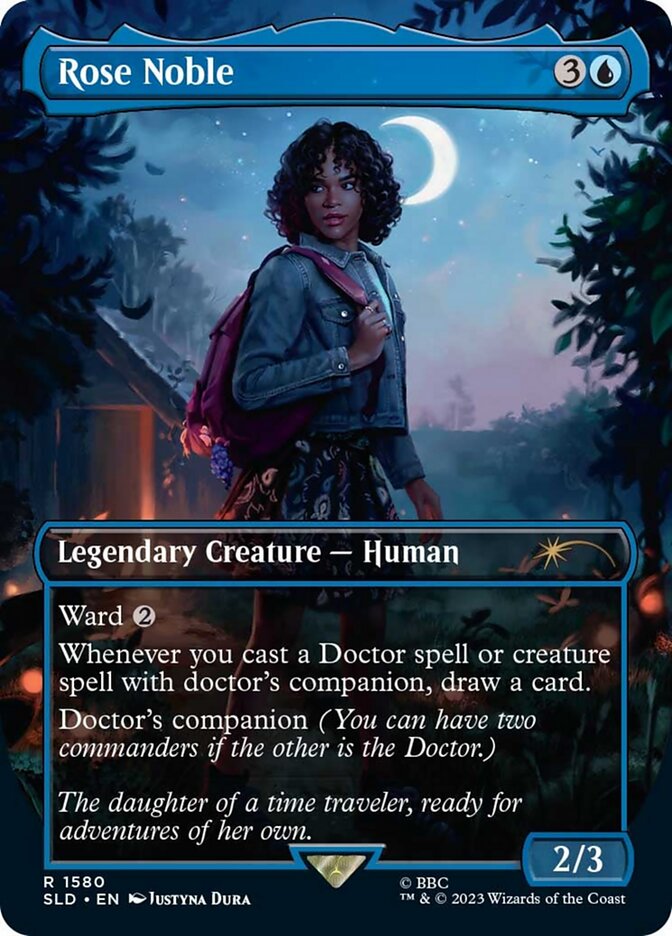 Rose Noble 3
Legendary Creature — Human
Ward 2
Whenever you cast a Doctor spell or creature
spell with doctor's companion, draw a card.
Doctor's companion (You can have two
commanders if the other is the Doctor.)
The daughter of a time traveler, ready for
adventures of her own.
2/3
R 1580
SLD • EN Justyna Dura
© BBC
™ & © 2023 Wizards of the Coast